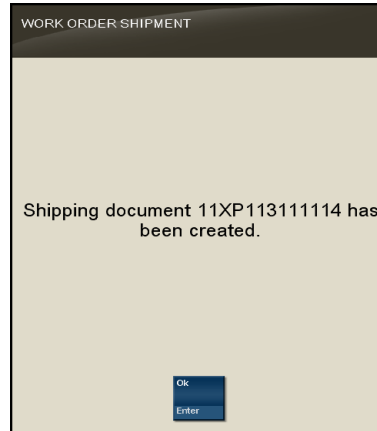 WORK ORDER SHIPMENT
Shipping document 11XP113111114 has
been created.
Ok
Enter